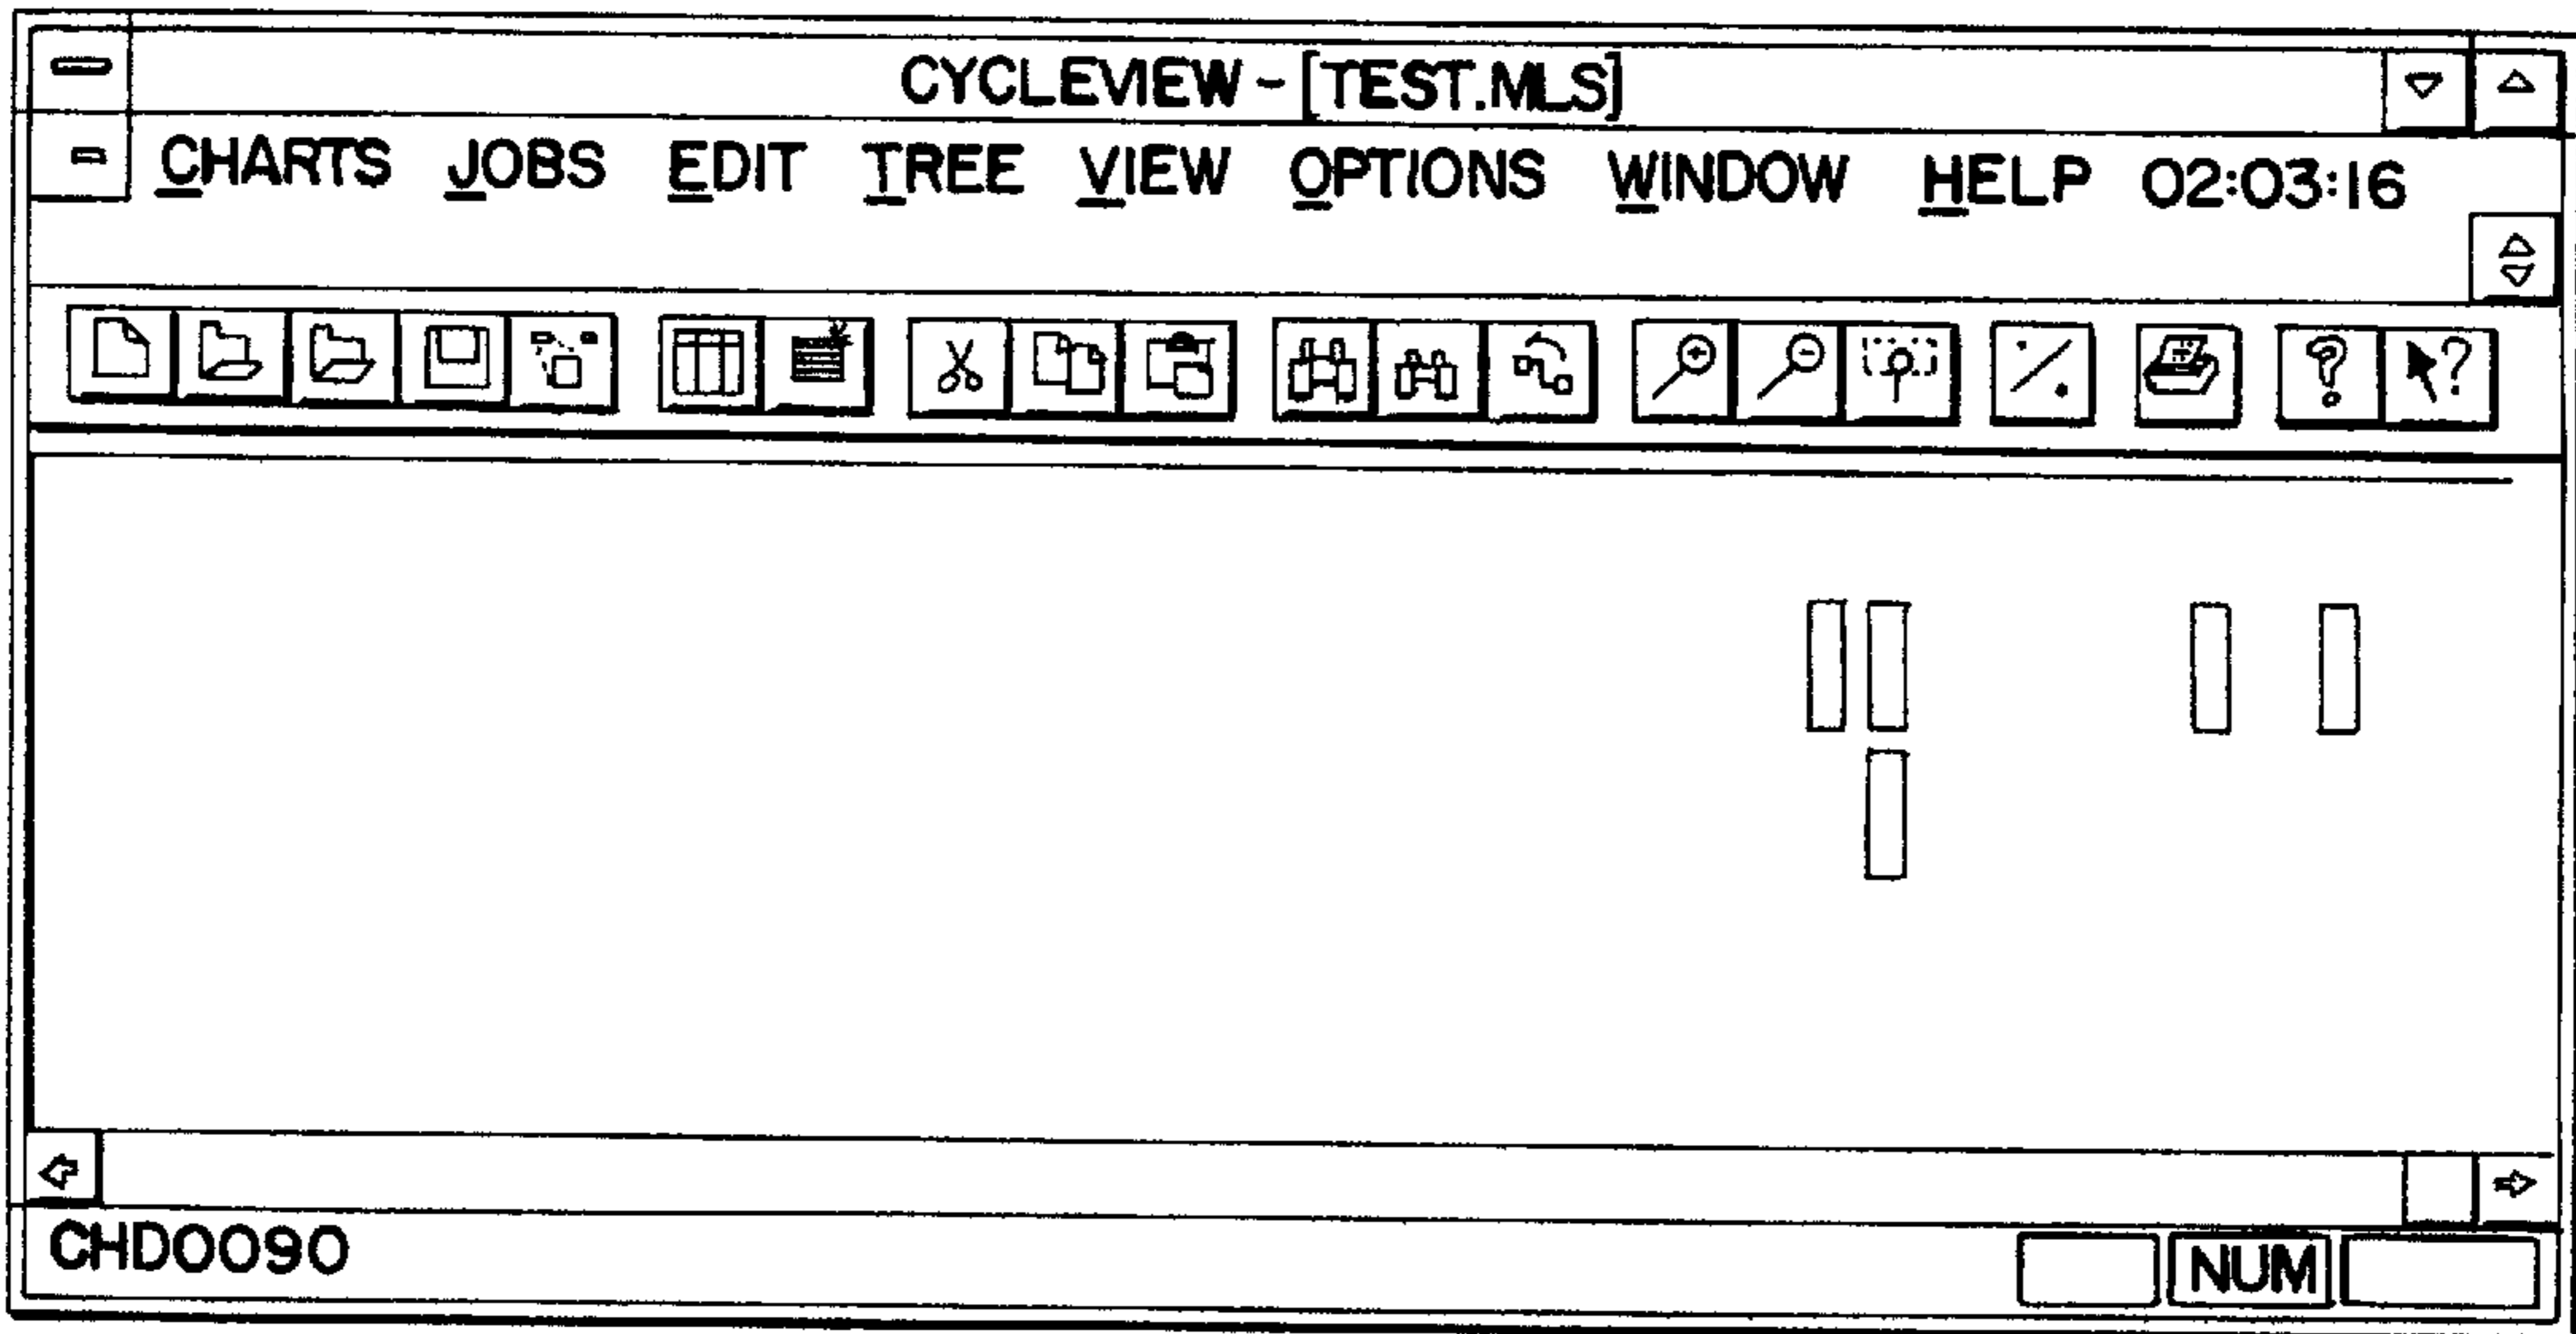 CYCLEVIEW - [TEST.MLS]
CHARTS JOBS EDIT TREE VIEW OPTIONS WINDOW HELP 02:03:16
?
?
CHD0090
NUM